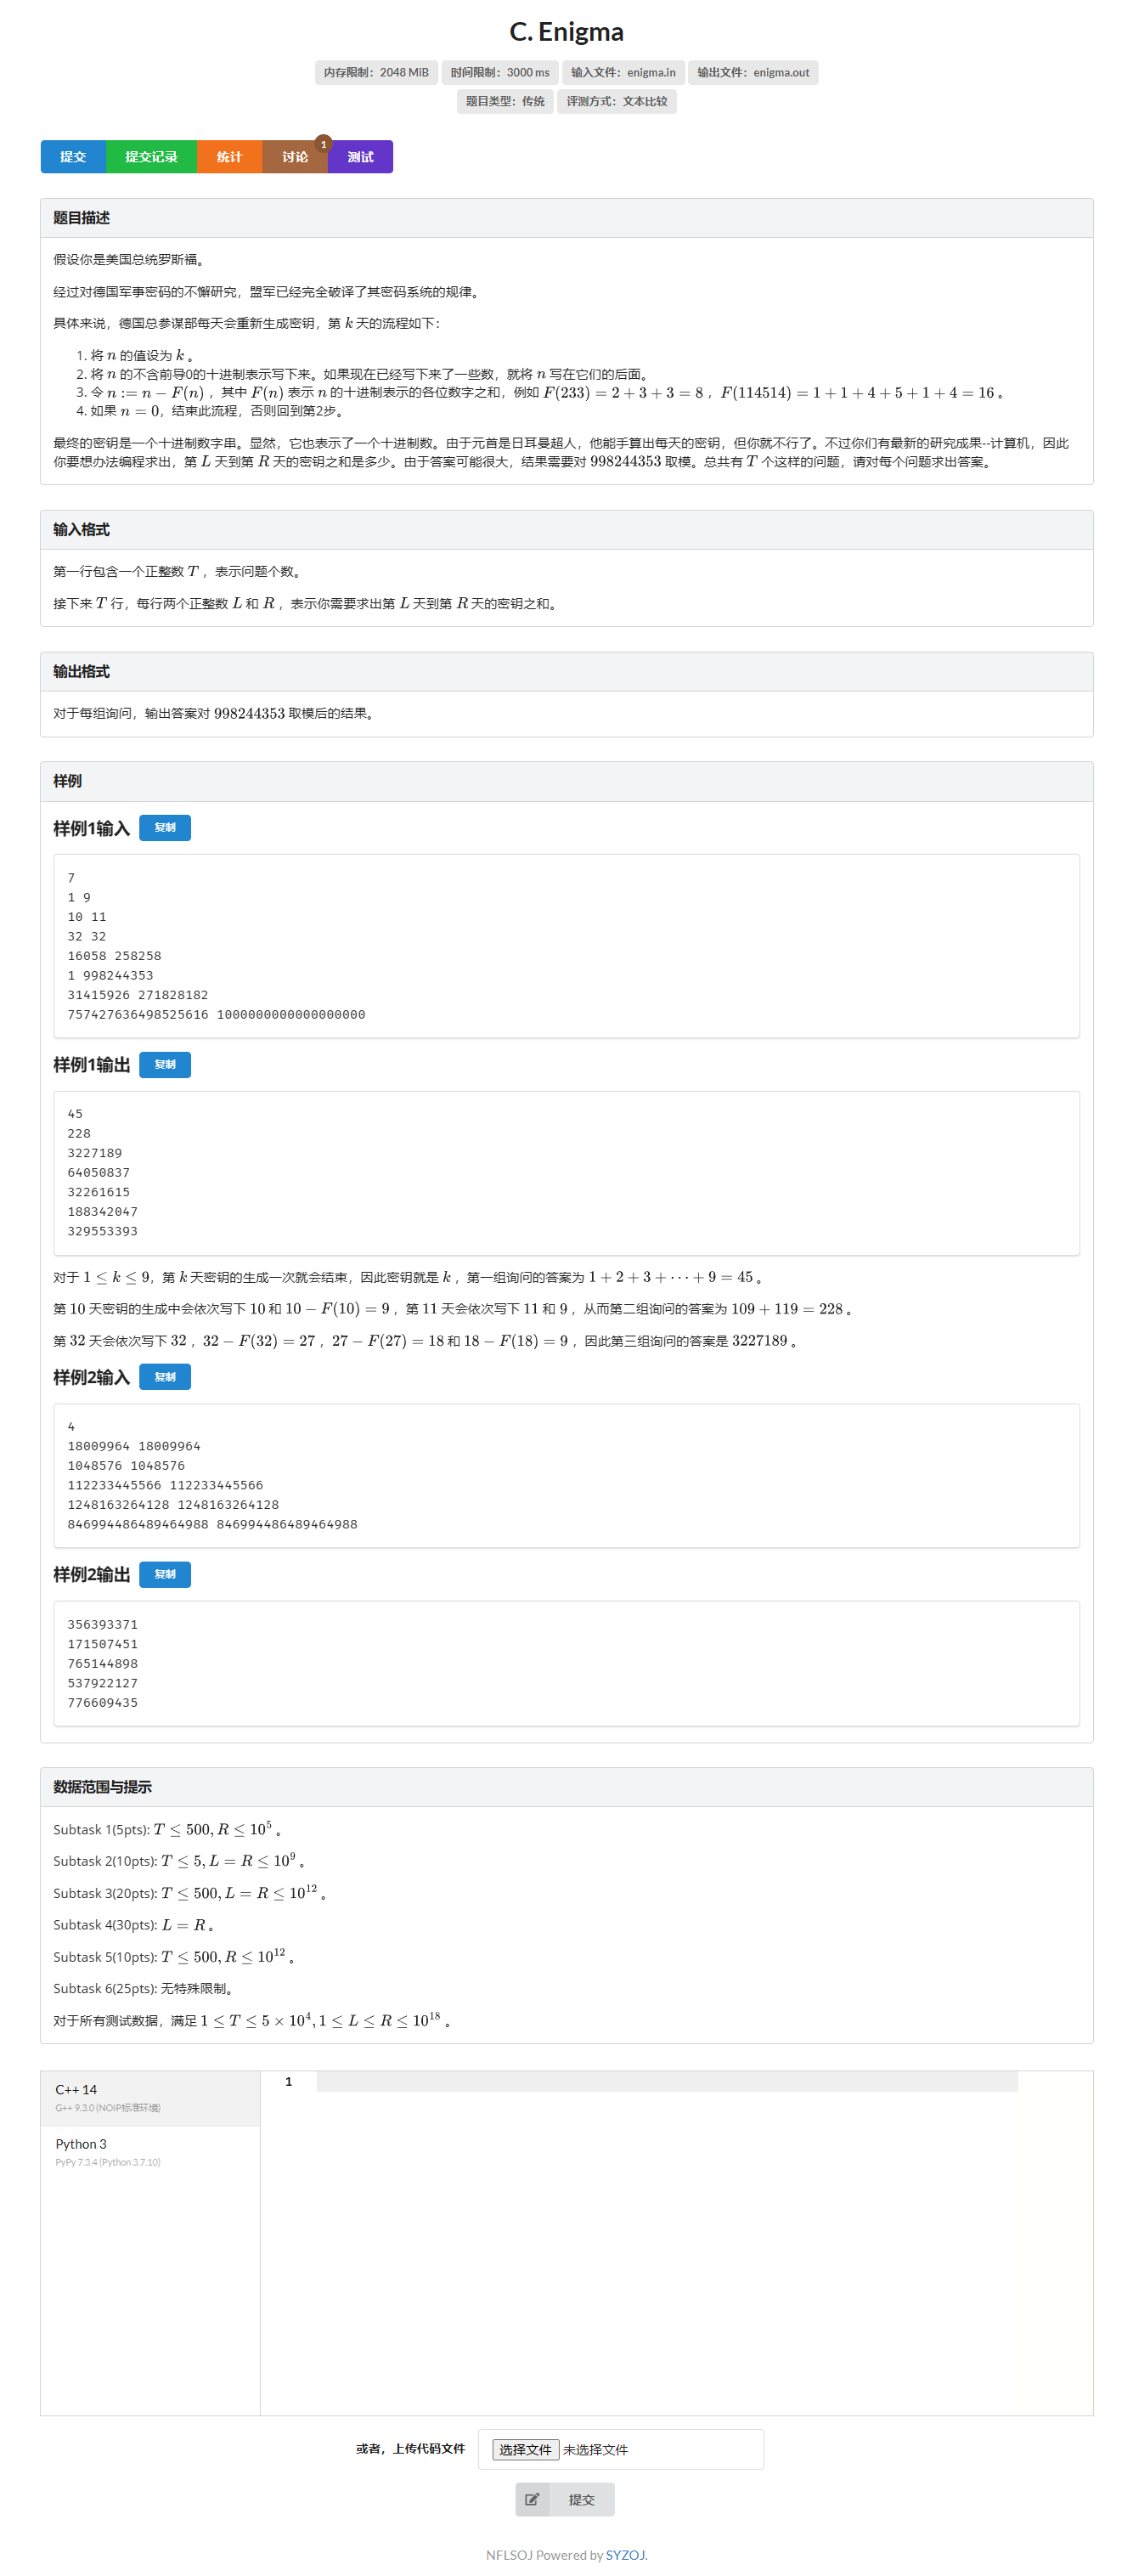 C. Enigma
内存限制：2048 MiB
时间限制：3000 ms
输入文件：enigma.in
输出文件：enigma.out
题目类型：传统
评测方式：文本比较
提交
提交记录
统计
讨论
1
测试
题目描述
假设你是美国总统罗斯福。
经过对德国军事密码的不懈研究，盟军已经完全破译了其密码系统的规律。
具体来说，德国总参谋部每天会重新生成密钥，第 k 天的流程如下：
1. 将 n 的值设为 k 。
2. 将 n 的不含前导0的十进制表示写下来。如果现在已经写下来了一些数，就将 n 写在它们的后面。
3. 令 n := n − F(n) ，其中 F(n) 表示 n 的十进制表示的各位数字之和，例如 F(233) = 2 + 3 + 3 = 8 ，F(114514) = 1 + 1 + 4 + 5 + 1 + 4 = 16 。
4. 如果 n = 0，结束此流程，否则回到第2步。
最终的密钥是一个十进制数字串。显然，它也表示了一个十进制数。由于元首是日耳曼超人，他能手算出每天的密钥，但你就不行了。不过你们有最新的研究成果--计算机，因此
你要想办法编程求出，第 L 天到第 R 天的密钥之和是多少。由于答案可能很大，结果需要对 998244353 取模。总共有 T 个这样的问题，请对每个问题求出答案。
输入格式
第一行包含一个正整数 T ，表示问题个数。
接下来 T 行，每行两个正整数 L 和 R ，表示你需要求出第 L 天到第 R 天的密钥之和。
输出格式
对于每组询问，输出答案对 998244353 取模后的结果。
样例
样例1输入
复制
7
1 9
10 11
32 32
16058 258258
1 998244353
31415926 271828182
757427636498525616 1000000000000000000
样例1输出
复制
45
228
3227189
64050837
32261615
188342047
329553393
对于 1 ≤ k ≤ 9，第 k 天密钥的生成一次就会结束，因此密钥就是 k ，第一组询问的答案为 1 + 2 + 3 + ⋯ + 9 = 45 。
第 10 天密钥的生成中会依次写下 10 和 10 − F(10) = 9 ，第 11 天会依次写下 11 和 9 ，从而第二组询问的答案为 109 + 119 = 228 。
第 32 天会依次写下 32 ，32 − F(32) = 27 ，27 − F(27) = 18 和 18 − F(18) = 9 ，因此第三组询问的答案是 3227189 。
样例2输入
复制
4
18009964 18009964
1048576 1048576
112233445566 112233445566
1248163264128 1248163264128
846994486489464988 846994486489464988
样例2输出
复制
356393371
171507451
765144898
537922127
776609435
数据范围与提示
Subtask 1(5pts): T ≤ 500, R ≤ 10^5 。
Subtask 2(10pts): T ≤ 5, L = R ≤ 10^9 。
Subtask 3(20pts): T ≤ 500, L = R ≤ 10^12 。
Subtask 4(30pts): L = R 。
Subtask 5(10pts): T ≤ 500, R ≤ 10^12 。
Subtask 6(25pts): 无特殊限制。
对于所有测试数据，满足 1 ≤ T ≤ 5 × 10^4, 1 ≤ L ≤ R ≤ 10^18 。
C++ 14
G++ 9.3.0 (NOIP标准环境)
Python 3
PyPy 7.3.4 (Python 3.7.10)
1
或者，上传代码文件
选择文件 未选择文件
提交
NFLSOJ Powered by SYZOJ.